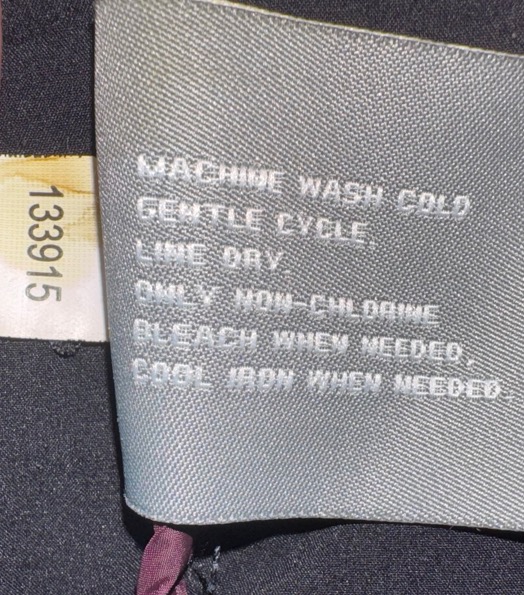 133915
MACHINE WASH COLD
GENTLE CYCLE.
LINE DRY.
ONLY NON-CHLORINE
BLEACH WHEN NEEDED.
COOL IRON WHEN NEEDED.